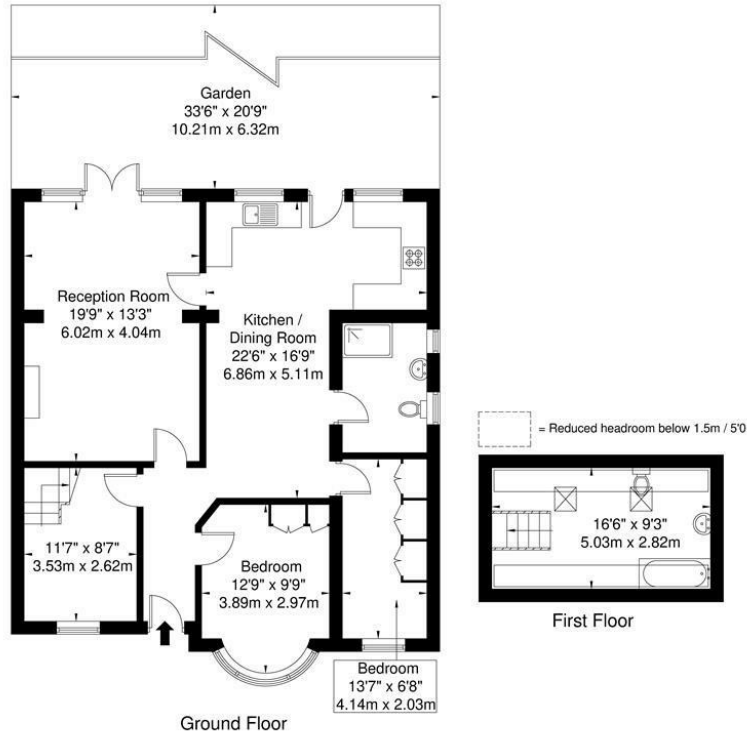 Garden
33'6" x 20'9"
10.21m x 6.32m
Reception Room
19'9" x 13'3"
6.02m x 4.04m
Kitchen /
Dining Room
22'6" x 16'9"
6.86m x 5.11m
= Reduced headroom below 1.5m / 5'0
11'7" x 8'7"
3.53m x 2.62m
Bedroom
12'9" x 9'9"
3.89m x 2.97m
16'6" x 9'3"
5.03m x 2.82m
First Floor
Bedroom
13'7" x 6'8"
4.14m x 2.03m
Ground Floor